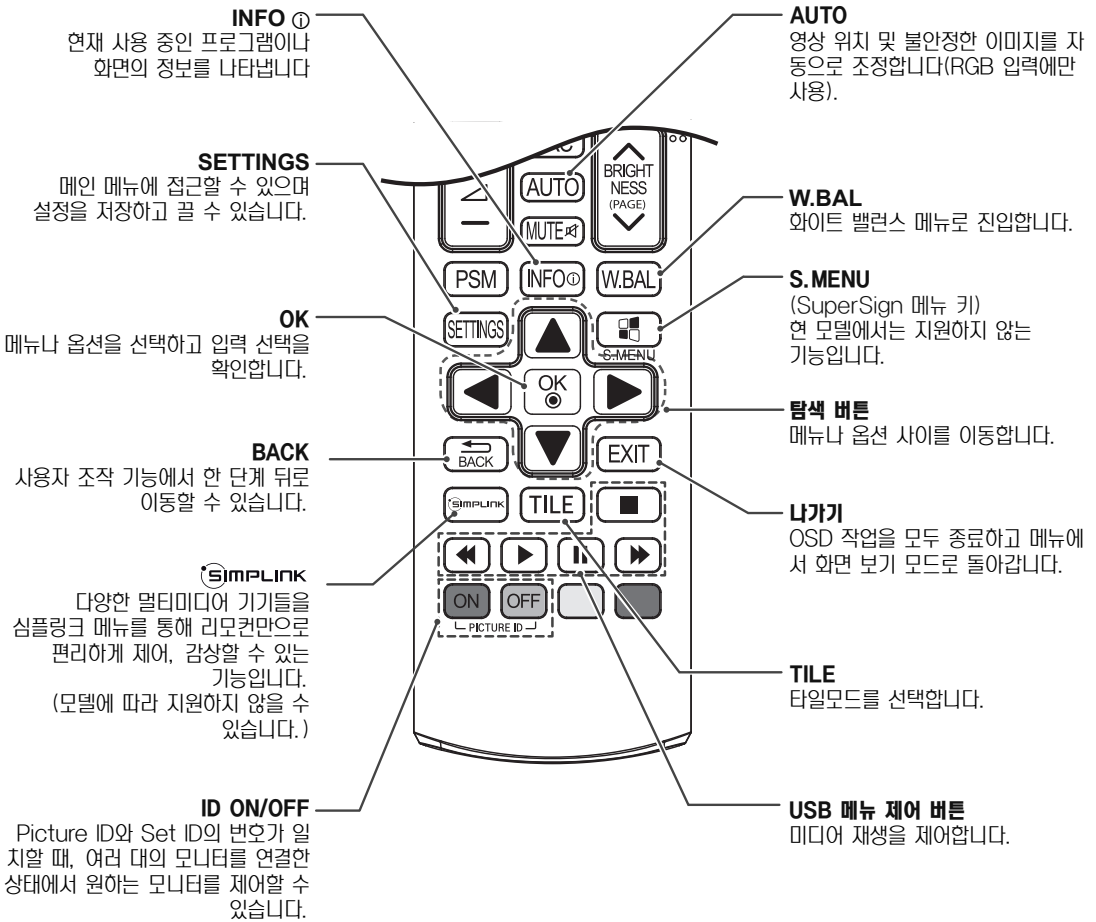 INFO ⓘ
현재 사용 중인 프로그램이나
화면의 정보를 나타냅니다
SETTINGS
메인 메뉴에 접근할 수 있으며
설정을 저장하고 끌 수 있습니다.
OK
메뉴나 옵션을 선택하고 입력 선택을
확인합니다.
BACK
사용자 조작 기능에서 한 단계 뒤로
이동할 수 있습니다.
SIMPLINK
다양한 멀티미디어 기기들을
심플링크 메뉴를 통해 리모컨만으로
편리하게 제어, 감상할 수 있는
기능입니다.
(모델에 따라 지원하지 않을 수
있습니다.)
ID ON/OFF
Picture ID와 Set ID의 번호가 일
치할 때, 여러 대의 모니터를 연결한
상태에서 원하는 모니터를 제어할 수
있습니다.
AUTO
BRIGHT
NESS
(PAGE)
MUTE
PSM
INFO ⓘ
W.BAL
SETTINGS
S.MENU
OK
BACK
EXIT
SIMPLINK
TILE
ON
OFF
PICTURE ID
AUTO
영상 위치 및 불안정한 이미지를 자
동으로 조정합니다(RGB 입력에만
사용).
W.BAL
화이트 밸런스 메뉴로 진입합니다.
S.MENU
(SuperSign 메뉴 키)
현 모델에서는 지원하지 않는
기능입니다.
탐색 버튼
메뉴나 옵션 사이를 이동합니다.
나가기
OSD 작업을 모두 종료하고 메뉴에
서 화면 보기 모드로 돌아갑니다.
TILE
타일모드를 선택합니다.
USB 메뉴 제어 버튼
미디어 재생을 제어합니다.